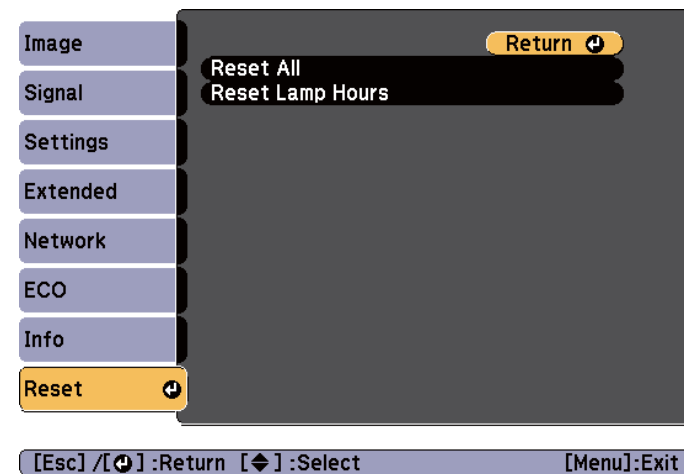 Image
Signal
Settings
Extended
Network
ECO
Info
Reset
Return
Reset All
Reset Lamp Hours
[Esc] /[ ] :Return [ ] :Select [Menu]:Exit